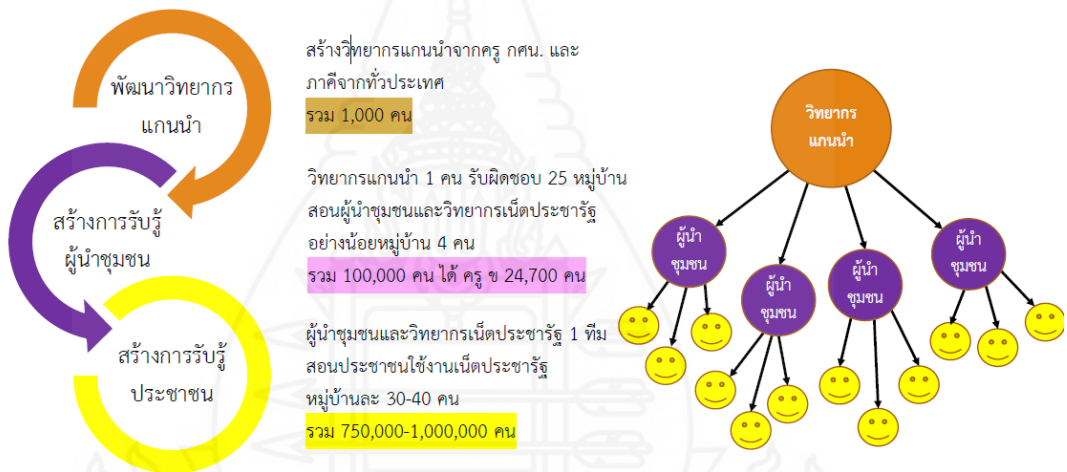 พัฒนาวิทยากร
แกนนำ
สร้างวิทยากรแกนนำจากครู กศน. และ
ภาคีจากทั่วประเทศ
รวม 1,000 คน
สร้างการรับรู้
ผู้นำชุมชน
วิทยากรแกนนำ 1 คน รับผิดชอบ 25 หมู่บ้าน
สอนผู้นำชุมชนและวิทยากรเน็ตประชารัฐ
อย่างน้อยหมู่บ้าน 4 คน
รวม 100,000 คน ได้ ครู ข 24,700 คน
สร้างการรับรู้
ประชาชน
ผู้นำชุมชนและวิทยากรเน็ตประชารัฐ 1 ทีม
สอนประชาชนใช้งานเน็ตประชารัฐ
หมู่บ้านละ 30-40 คน
รวม 750,000-1,000,000 คน
วิทยากร
แกนนำ
ผู้นำ
ชุมชน
ผู้นำ
ชุมชน
ผู้นำ
ชุมชน
ผู้นำ
ชุมชน